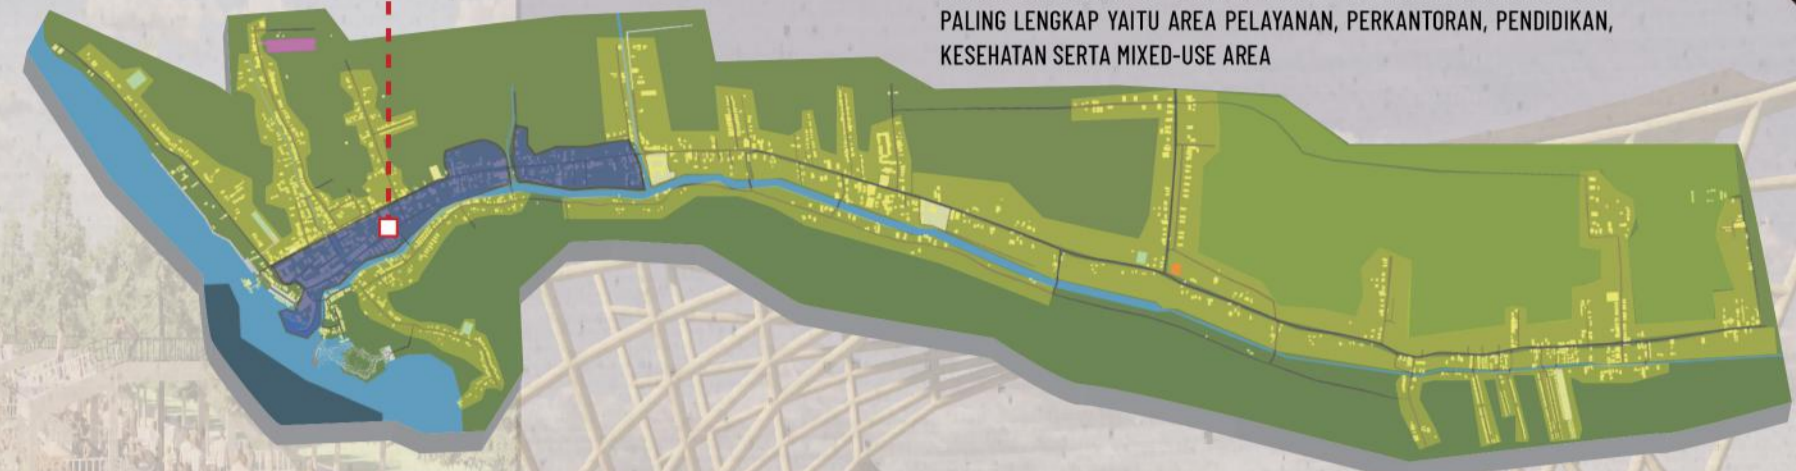 PALING LENGKAP YAITU AREA PELAYANAN, PERKANTORAN, PENDIDIKAN,
KESEHATAN SERTA MIXED-USE AREA